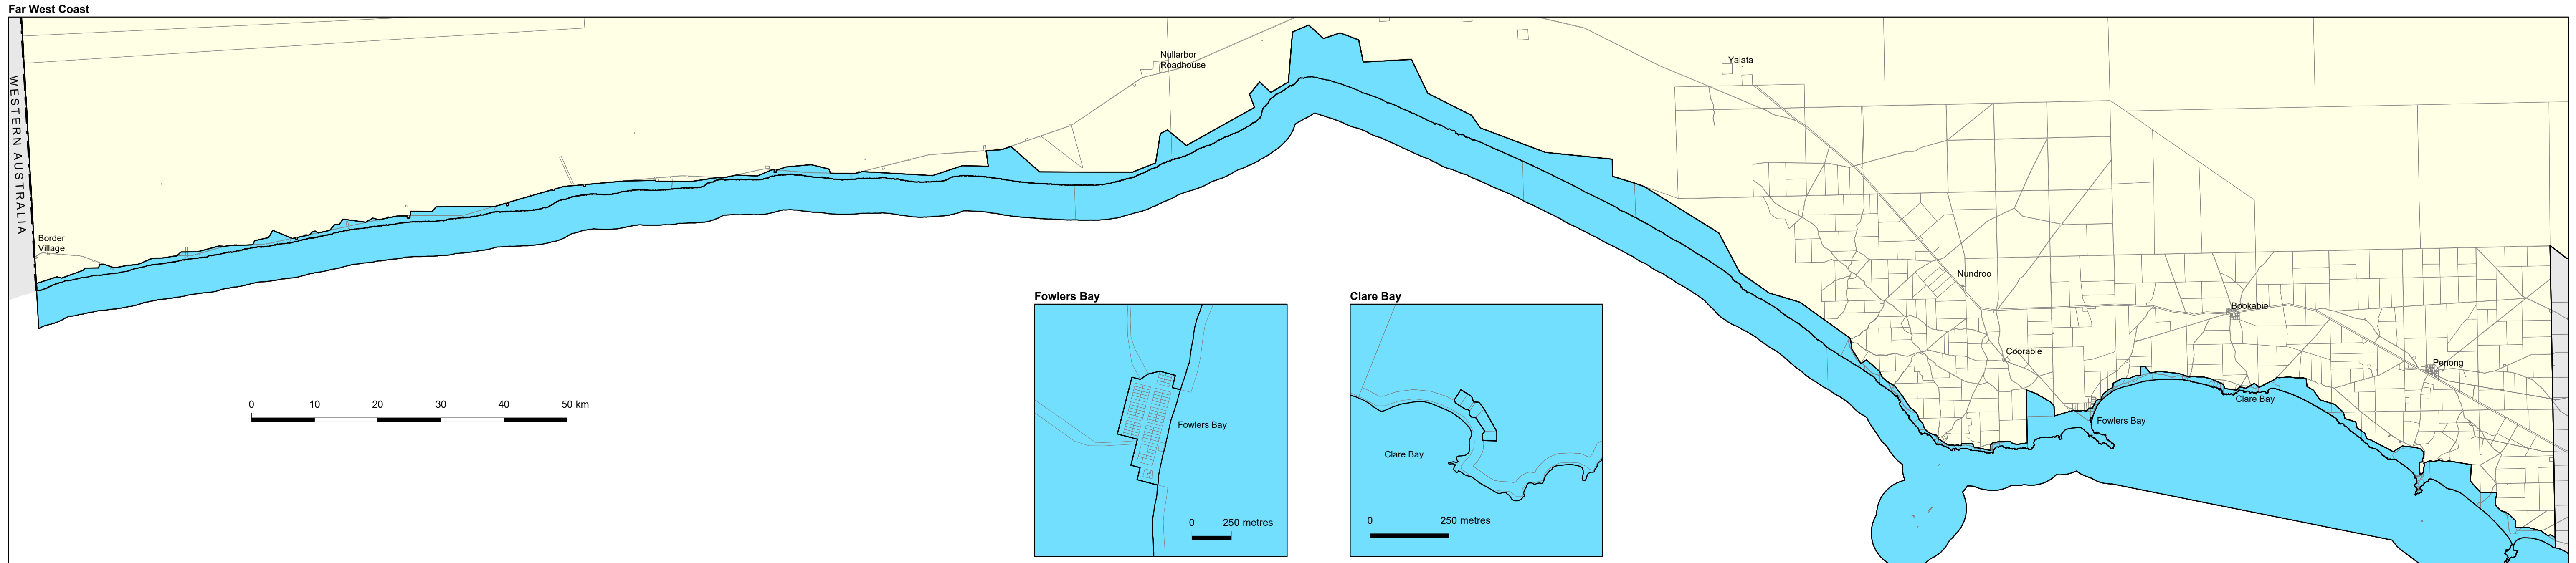 Far West Coast
WESTERN AUSTRALIA
Nullarbor
Roadhouse
Yalata
Border
Village
Nundroo
Bookabie
Coorabie
Penong
Clare Bay
Fowlers Bay
0 10 20 30 40 50 km
Fowlers Bay
Fowlers Bay
0 250 metres
Clare Bay
Clare Bay
0 250 metres